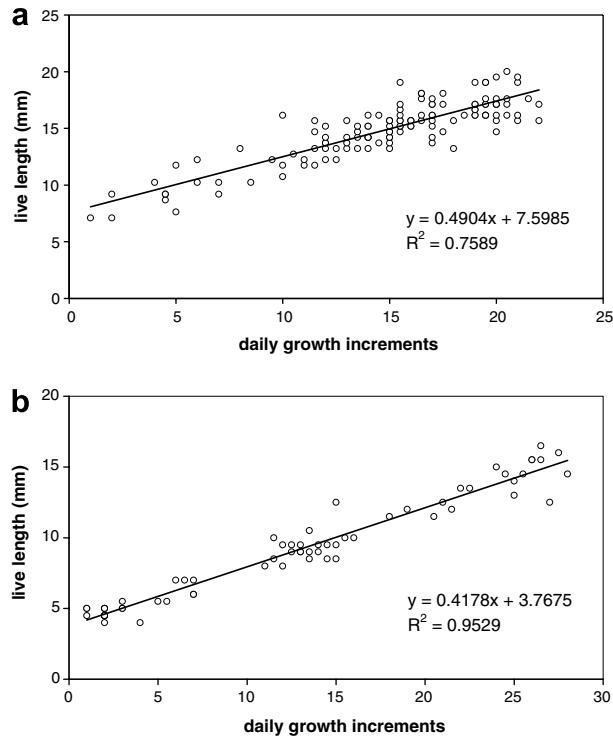 a
25
20
15
10
5
0
live length (mm)
y = 0.4904x + 7.5985
R² = 0.7589
0 5 10 15 20 25
daily growth increments
b
20
15
10
5
0
live length (mm)
y = 0.4178x + 3.7675
R² = 0.9529
0 5 10 15 20 25 30
daily growth increments